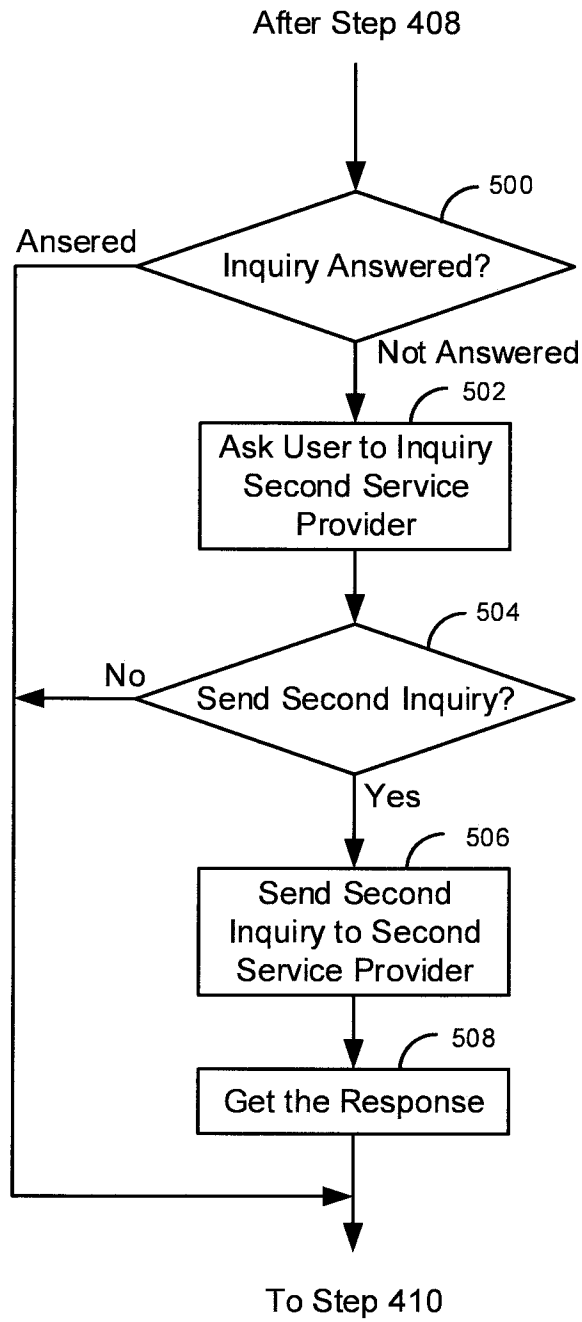 After Step 408
500
Ansered
Inquiry Answered?
Not Answered
502
Ask User to Inquiry
Second Service
Provider
504
No
Send Second Inquiry?
Yes
506
Send Second
Inquiry to Second
Service Provider
508
Get the Response
To Step 410